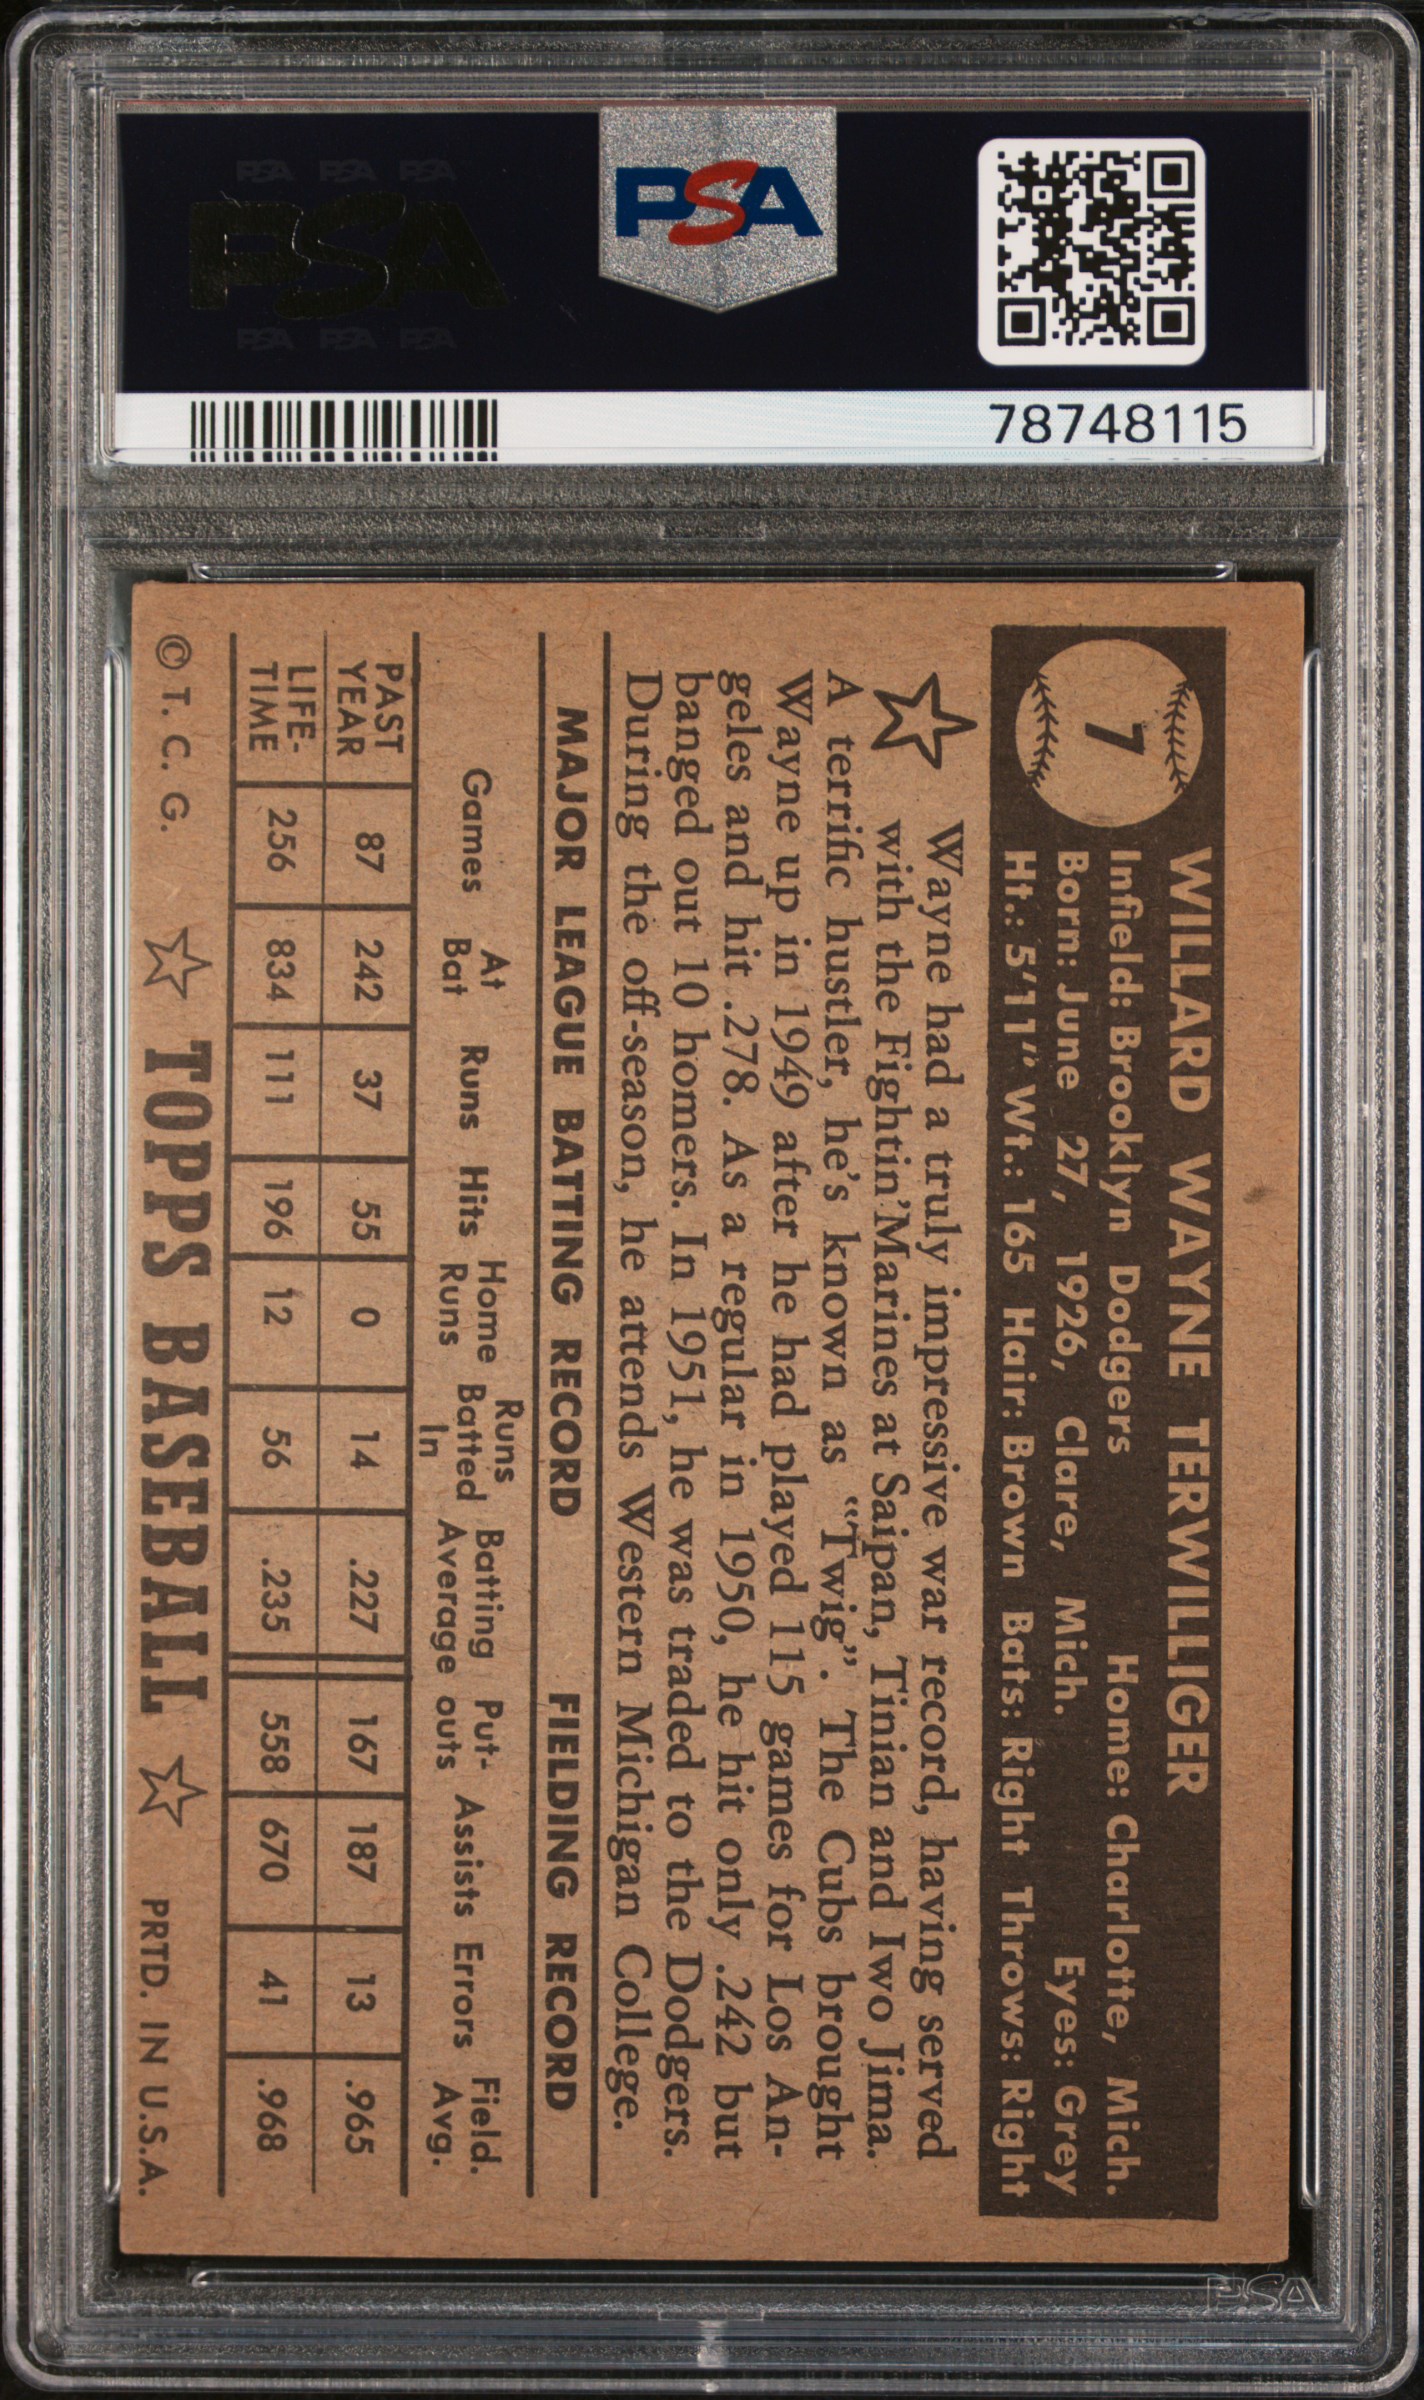 PSA PSA PSA
PSA
PSA PSA PSA
PSA
78748115
7
WILLARD WAYNE TERWILLIGER
Infield: Brooklyn Dodgers Home: Charlotte, Mich.
Born: June 27, 1926, Clare, Mich. Eyes: Grey
Ht.: 5'11" Wt.: 165 Hair: Brown Bats: Right Throws: Right
Wayne had a truly impressive war record, having served
with the Fightin' Marines at Saipan, Tinian and Iwo Jima.
A terrific hustler, he's known as "Twig". The Cubs brought
Wayne up in 1949 after he had played 115 games for Los An-
geles and hit .278. As a regular in 1950, he hit only .242 but
banged out 10 homers. In 1951, he was traded to the Dodgers.
During the off-season, he attends Western Michigan College.
MAJOR LEAGUE BATTING RECORD FIELDING RECORD
Games At Bat Runs Hits Home Runs Runs Batted In Batting Average Put-outs Assists Errors Field. Avg.
PAST YEAR 87 242 37 55 0 14 .227 167 187 13 .965
LIFE-TIME 256 834 111 196 12 56 .235 558 670 41 .968
© T. C. G. TOPPS BASEBALL PRTD. IN U.S.A.
PSA